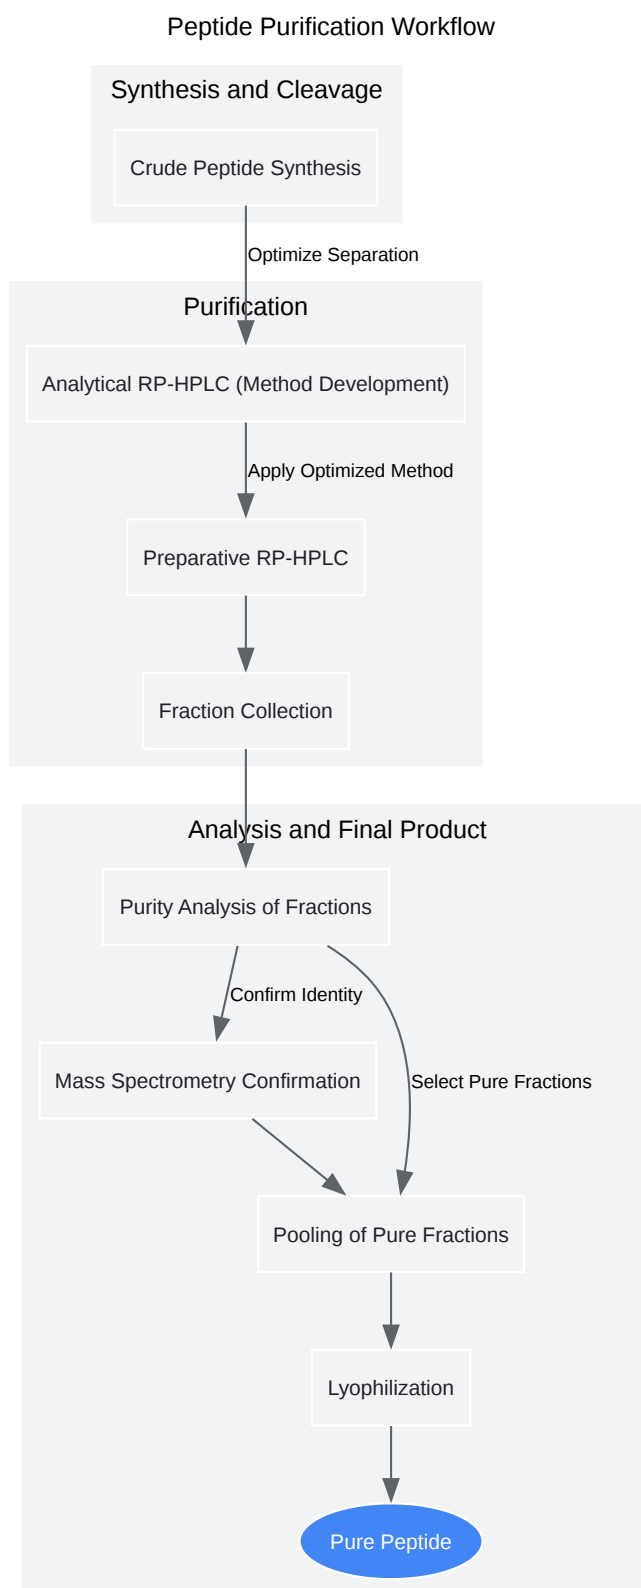 Peptide Purification Workflow
Synthesis and Cleavage
Crude Peptide Synthesis
Optimize Separation
Purification
Analytical RP-HPLC (Method Development)
Apply Optimized Method
Preparative RP-HPLC
Fraction Collection
Analysis and Final Product
Purity Analysis of Fractions
Confirm Identity
Mass Spectrometry Confirmation
Select Pure Fractions
Pooling of Pure Fractions
Lyophilization
Pure Peptide